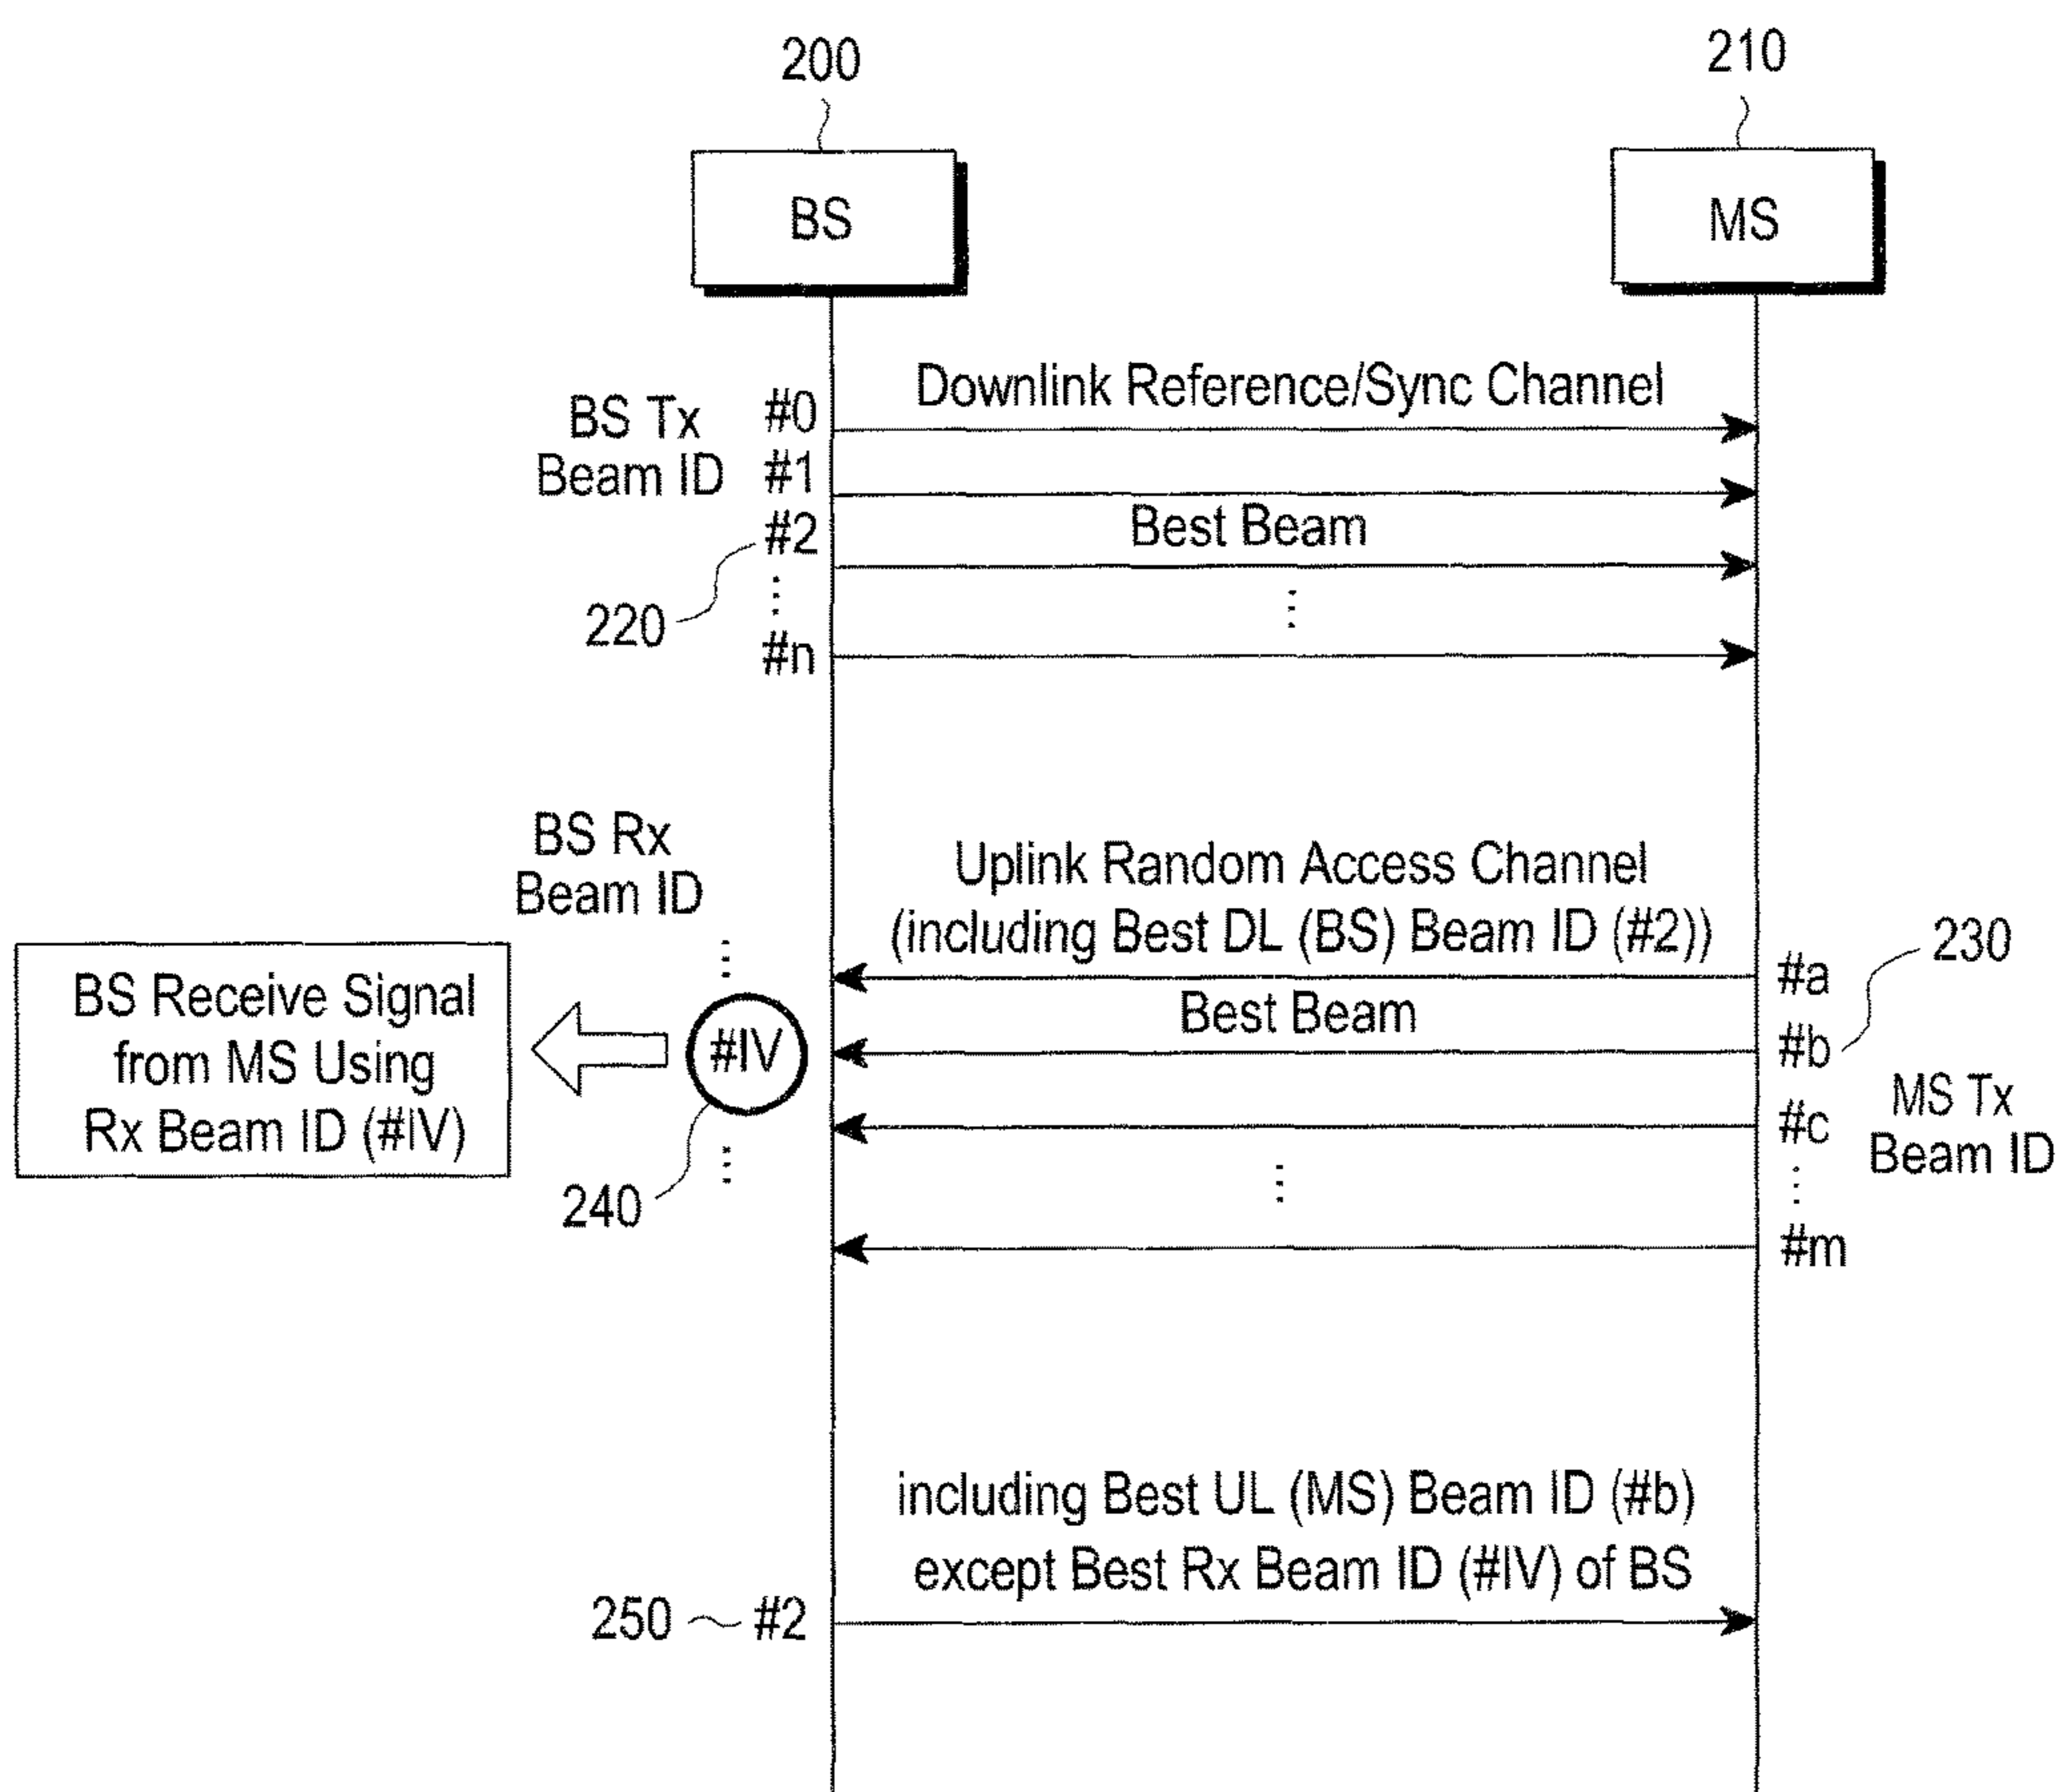 200
210
BS
MS
Downlink Reference/Sync Channel
BS Tx
Beam ID
#0
#1
#2
Best Beam
220
#n
BS Rx
Beam ID
Uplink Random Access Channel
(including Best DL (BS) Beam ID (#2))
230
#a
Best Beam
#b
BS Receive Signal
from MS Using
Rx Beam ID (#IV)
#IV
#c
MS Tx
Beam ID
240
#m
including Best UL (MS) Beam ID (#b)
except Best Rx Beam ID (#IV) of BS
250
#2